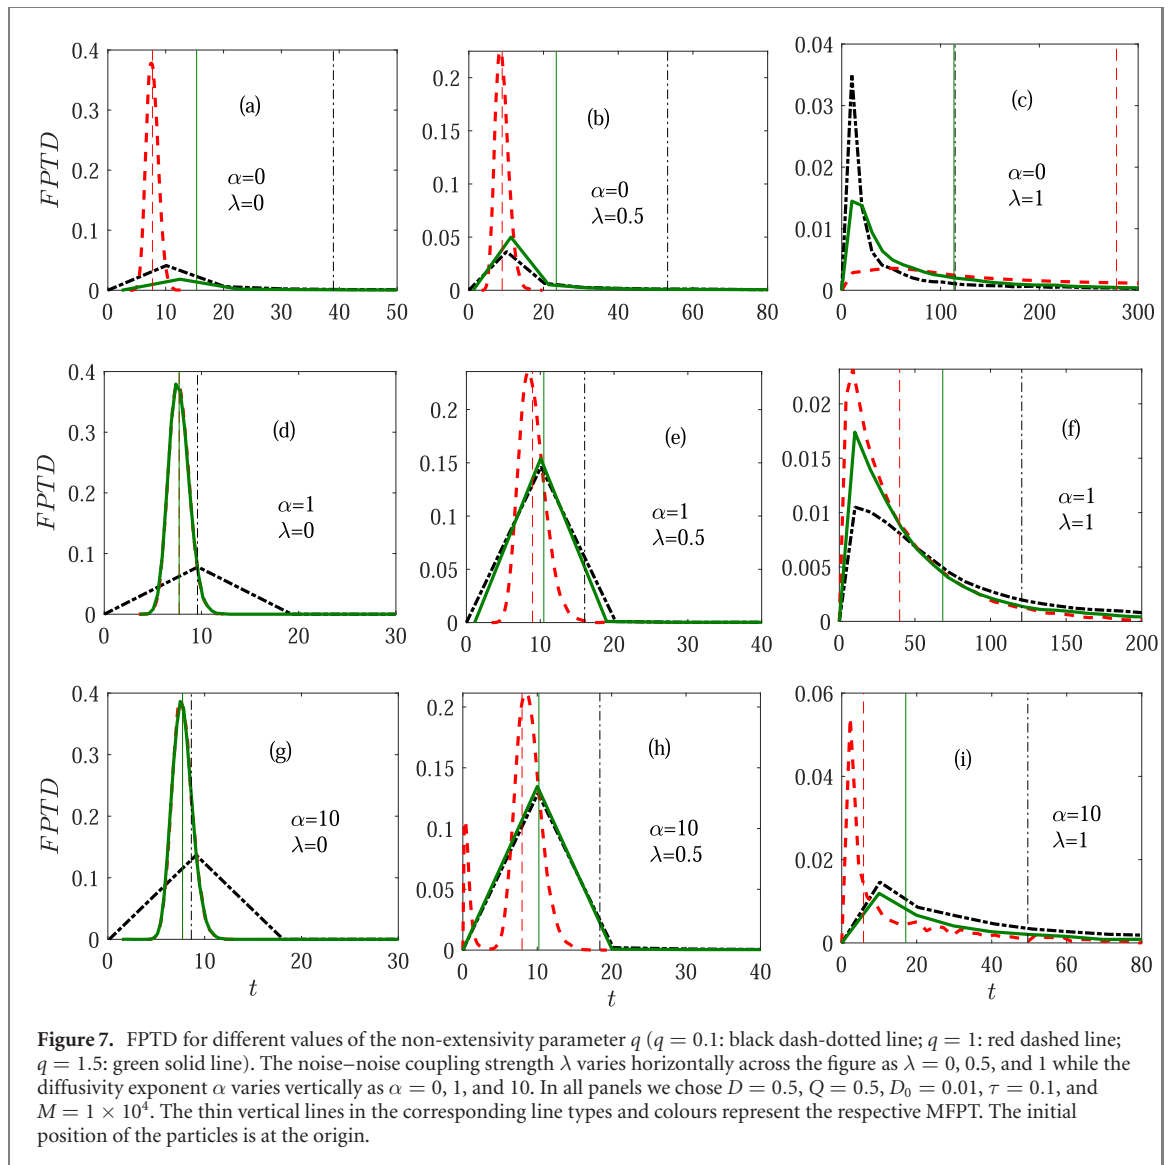 0.4
0.3
0.2
0.1
0
0 10 20 30 40 50
FPTD
(a)
α=0
λ=0
0.2
0.15
0.1
0.05
0
0 20 40 60 80
(b)
α=0
λ=0.5
0.04
0.03
0.02
0.01
0
0 100 200 300
(c)
α=0
λ=1
0.4
0.3
0.2
0.1
0
0 10 20 30
FPTD
(d)
α=1
λ=0
0.2
0.15
0.1
0.05
0
0 10 20 30 40
(e)
α=1
λ=0.5
0.02
0.015
0.01
0.005
0
0 50 100 150 200
(f)
α=1
λ=1
0.4
0.3
0.2
0.1
0
0 10 20 30
FPTD
t
(g)
α=10
λ=0
0.2
0.15
0.1
0.05
0
0 10 20 30 40
t
(h)
α=10
λ=0.5
0.06
0.04
0.02
0
0 20 40 60 80
t
(i)
α=10
λ=1
Figure 7. FPTD for different values of the non-extensivity parameter q (q = 0.1: black dash-dotted line; q = 1: red dashed line;
q = 1.5: green solid line). The noise–noise coupling strength λ varies horizontally across the figure as λ = 0, 0.5, and 1 while the
diffusivity exponent α varies vertically as α = 0, 1, and 10. In all panels we chose D = 0.5, Q = 0.5, D₀ = 0.01, τ = 0.1, and
M = 1 × 10⁴. The thin vertical lines in the corresponding line types and colours represent the respective MFPT. The initial
position of the particles is at the origin.